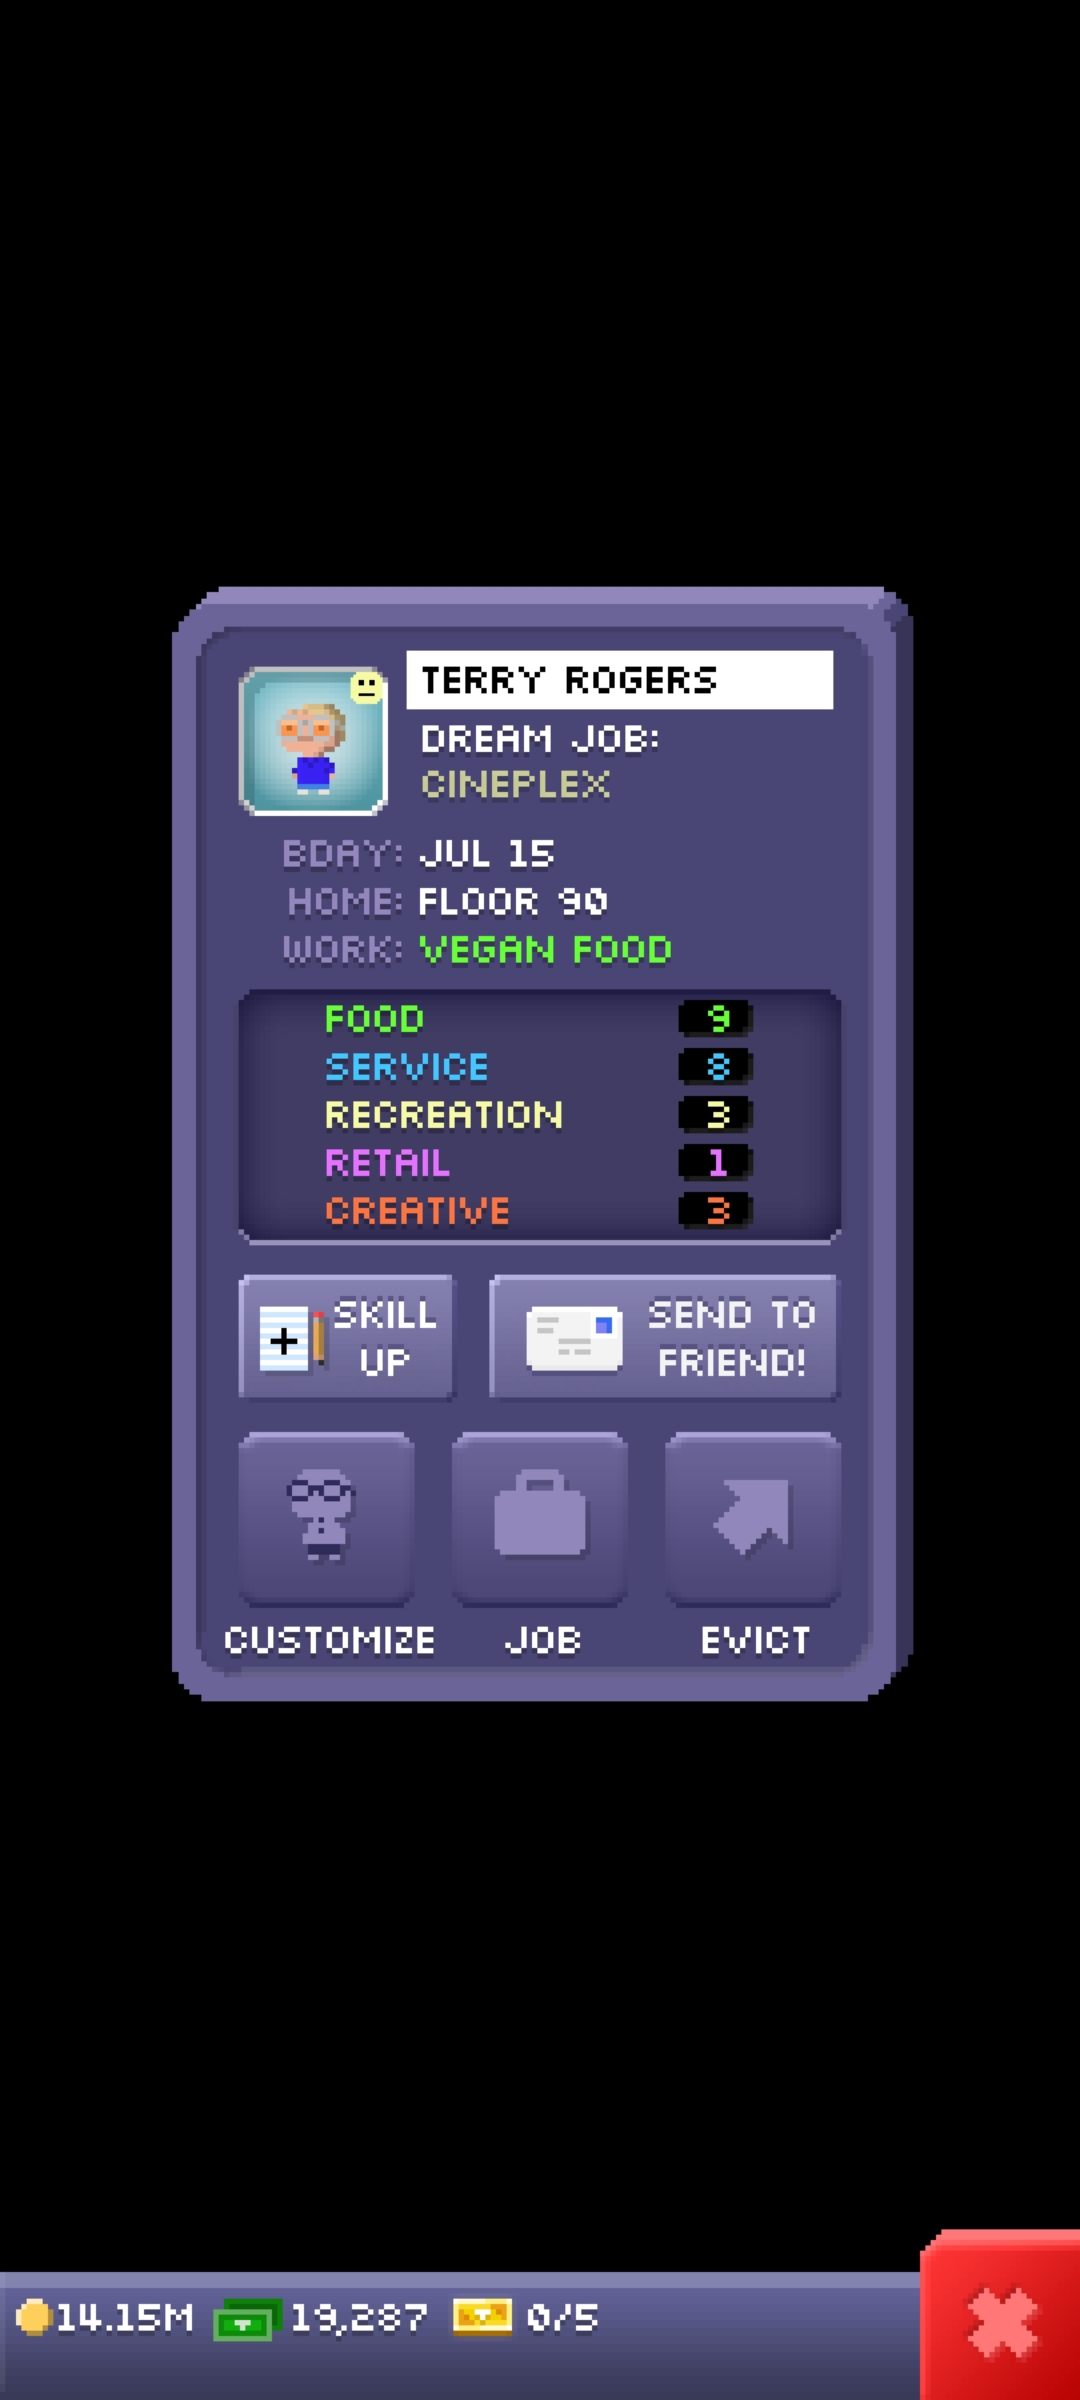 TERRY ROGERS
DREAM JOB:
CINEPLEX
BDAY: JUL 15
HOME: FLOOR 90
WORK: VEGAN FOOD
FOOD 9
SERVICE 8
RECREATION 3
RETAIL 1
CREATIVE 3
SKILL
UP
SEND TO
FRIEND!
CUSTOMIZE JOB EVICT
14.15M 19,287 0/5